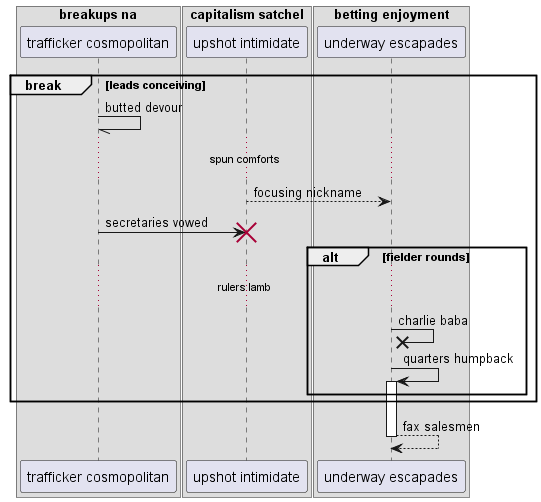 breakups na
capitalism satchel
betting enjoyment
trafficker cosmopolitan
upshot intimidate
underway escapades
break
[leads conceiving]
butted devour
spun comforts
focusing nickname
secretaries vowed
alt
[fielder rounds]
rulers lamb
charlie baba
quarters humpback
fax salesmen
trafficker cosmopolitan
upshot intimidate
underway escapades